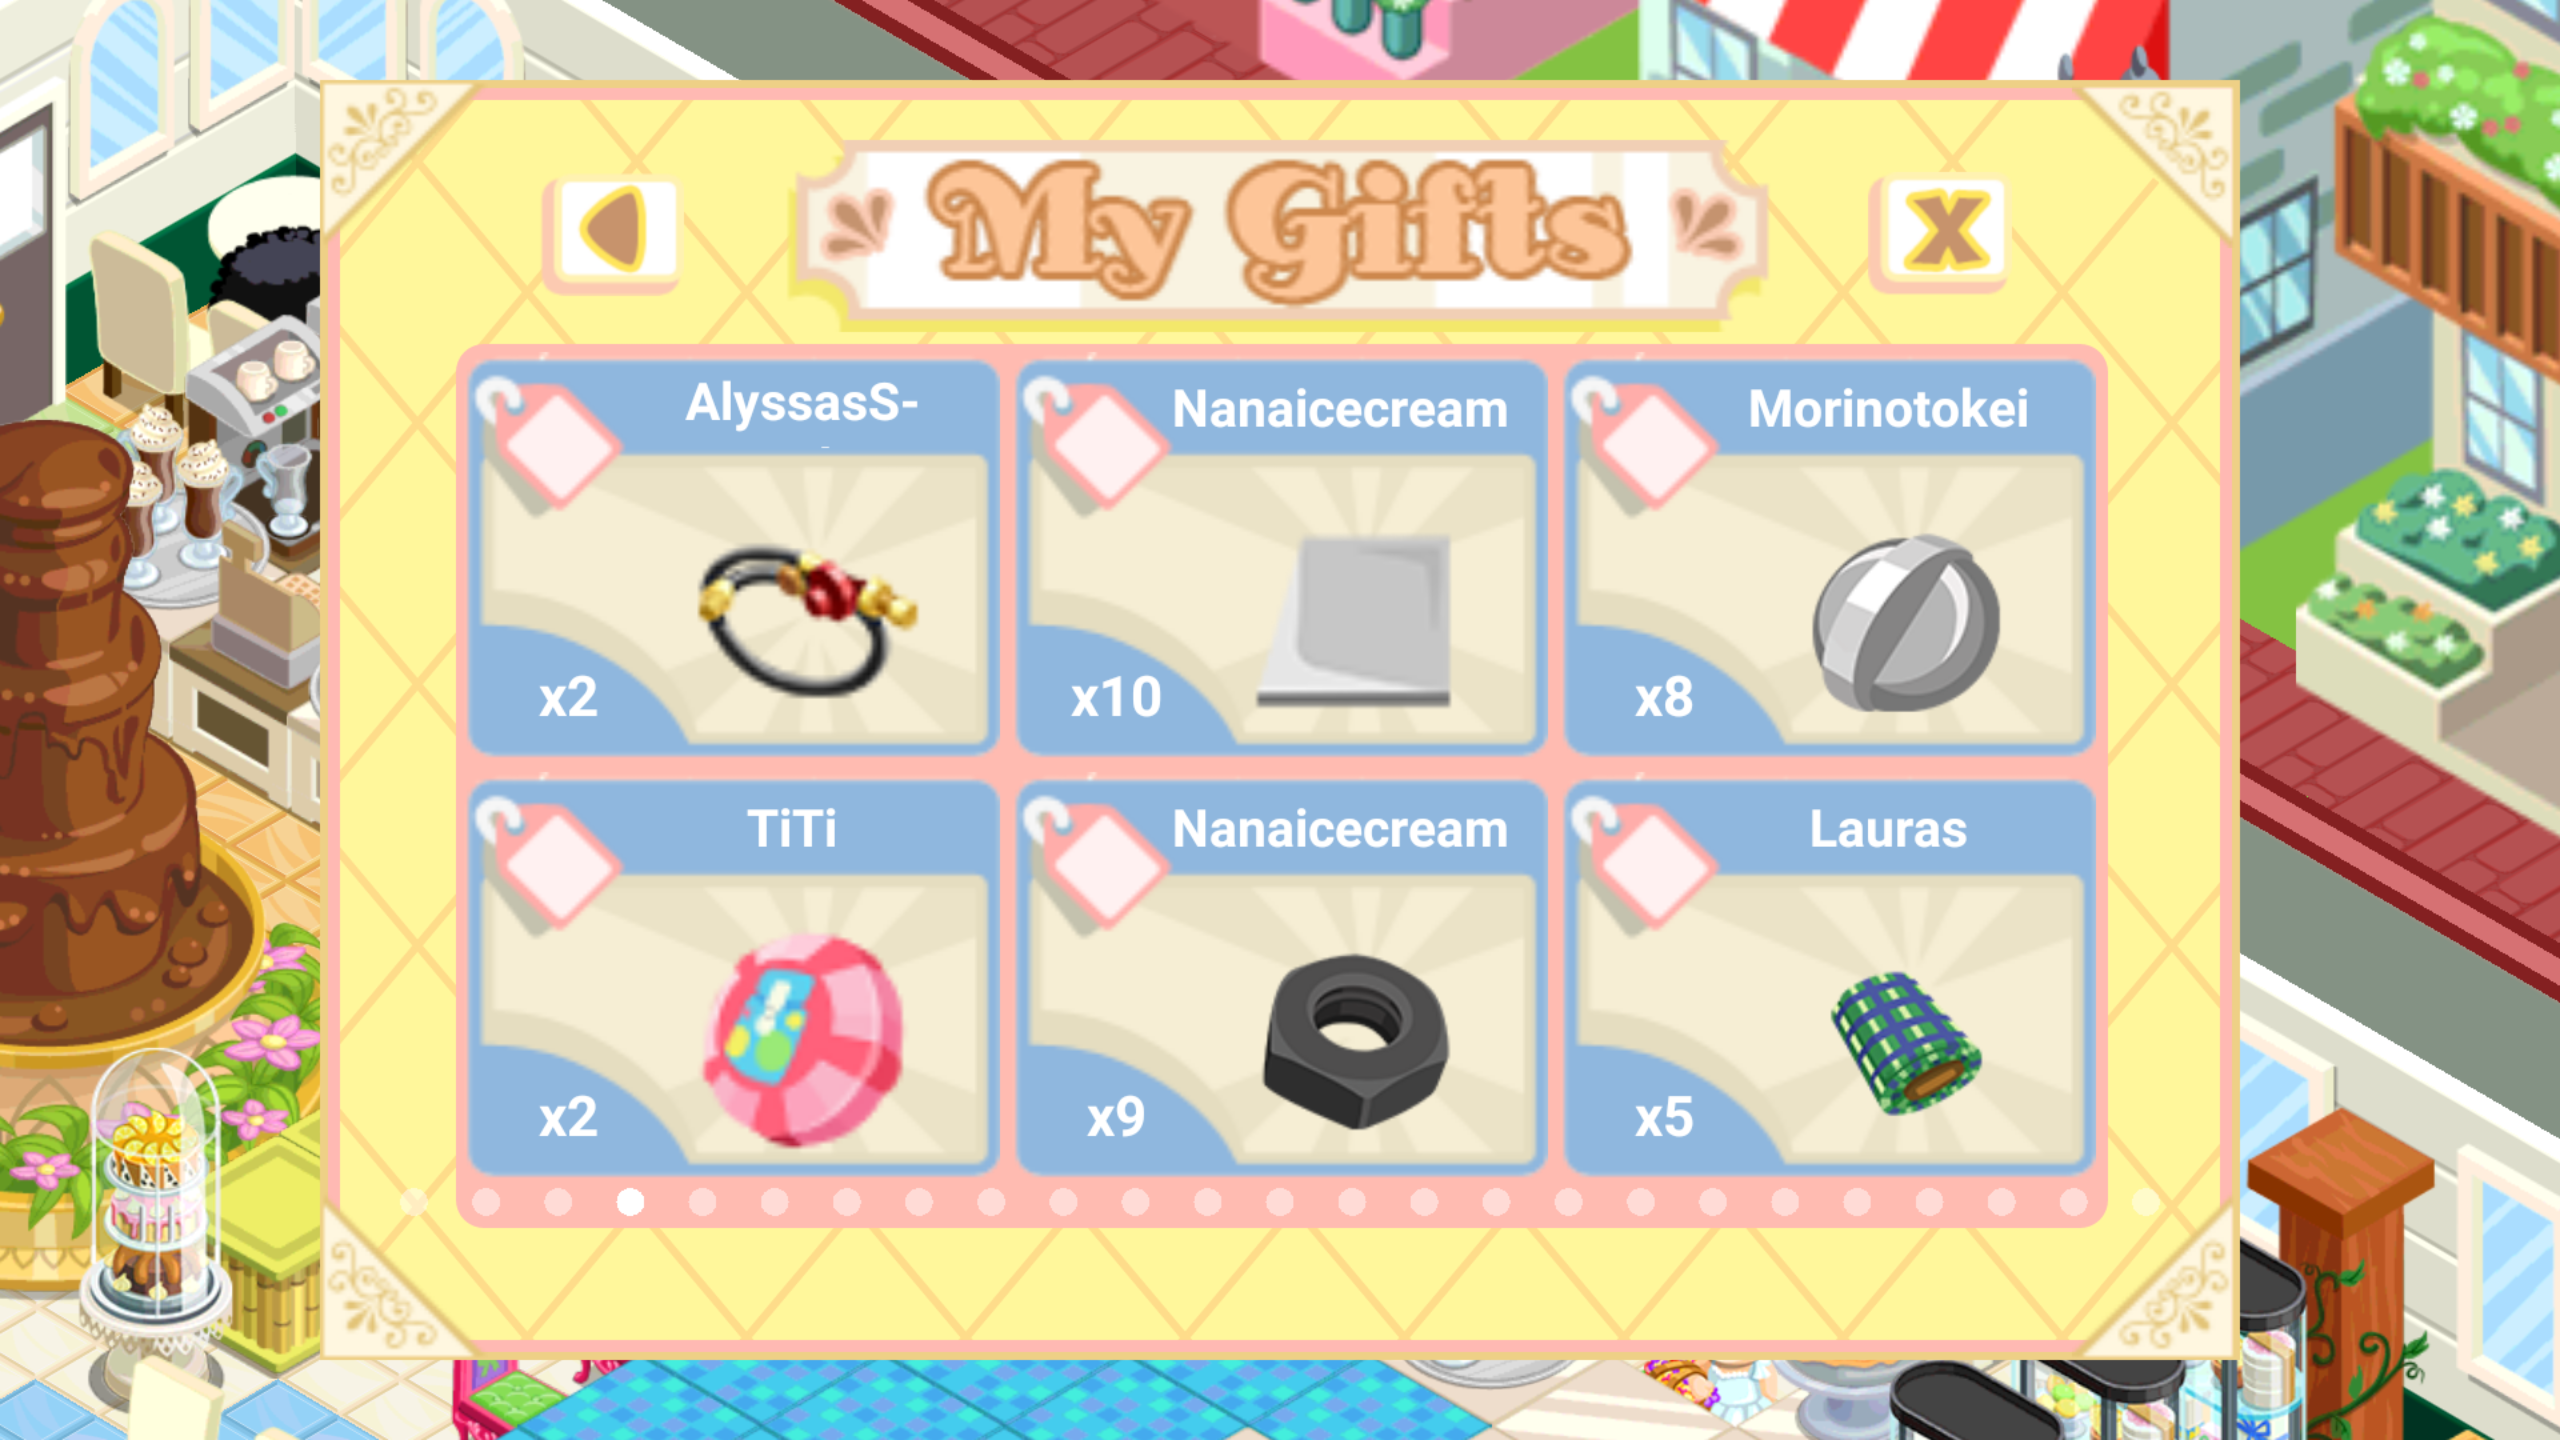 My Gifts
X
AlyssasS-
Nanaicecream
Morinotokei
x2
x10
x8
TiTi
Nanaicecream
Lauras
x2
x9
x5